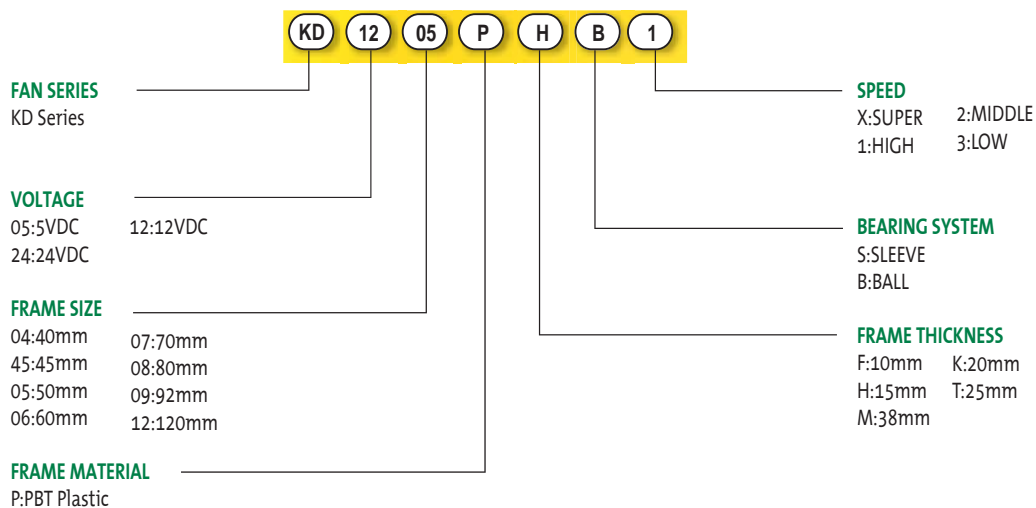 KD 12 05 P H B 1
FAN SERIES
KD Series
VOLTAGE
05:5VDC 12:12VDC
24:24VDC
FRAME SIZE
04:40mm 07:70mm
45:45mm 08:80mm
05:50mm 09:92mm
06:60mm 12:120mm
FRAME MATERIAL
P:PBT Plastic
SPEED
X:SUPER 2:MIDDLE
1:HIGH 3:LOW
BEARING SYSTEM
S:SLEEVE
B:BALL
FRAME THICKNESS
F:10mm K:20mm
H:15mm T:25mm
M:38mm